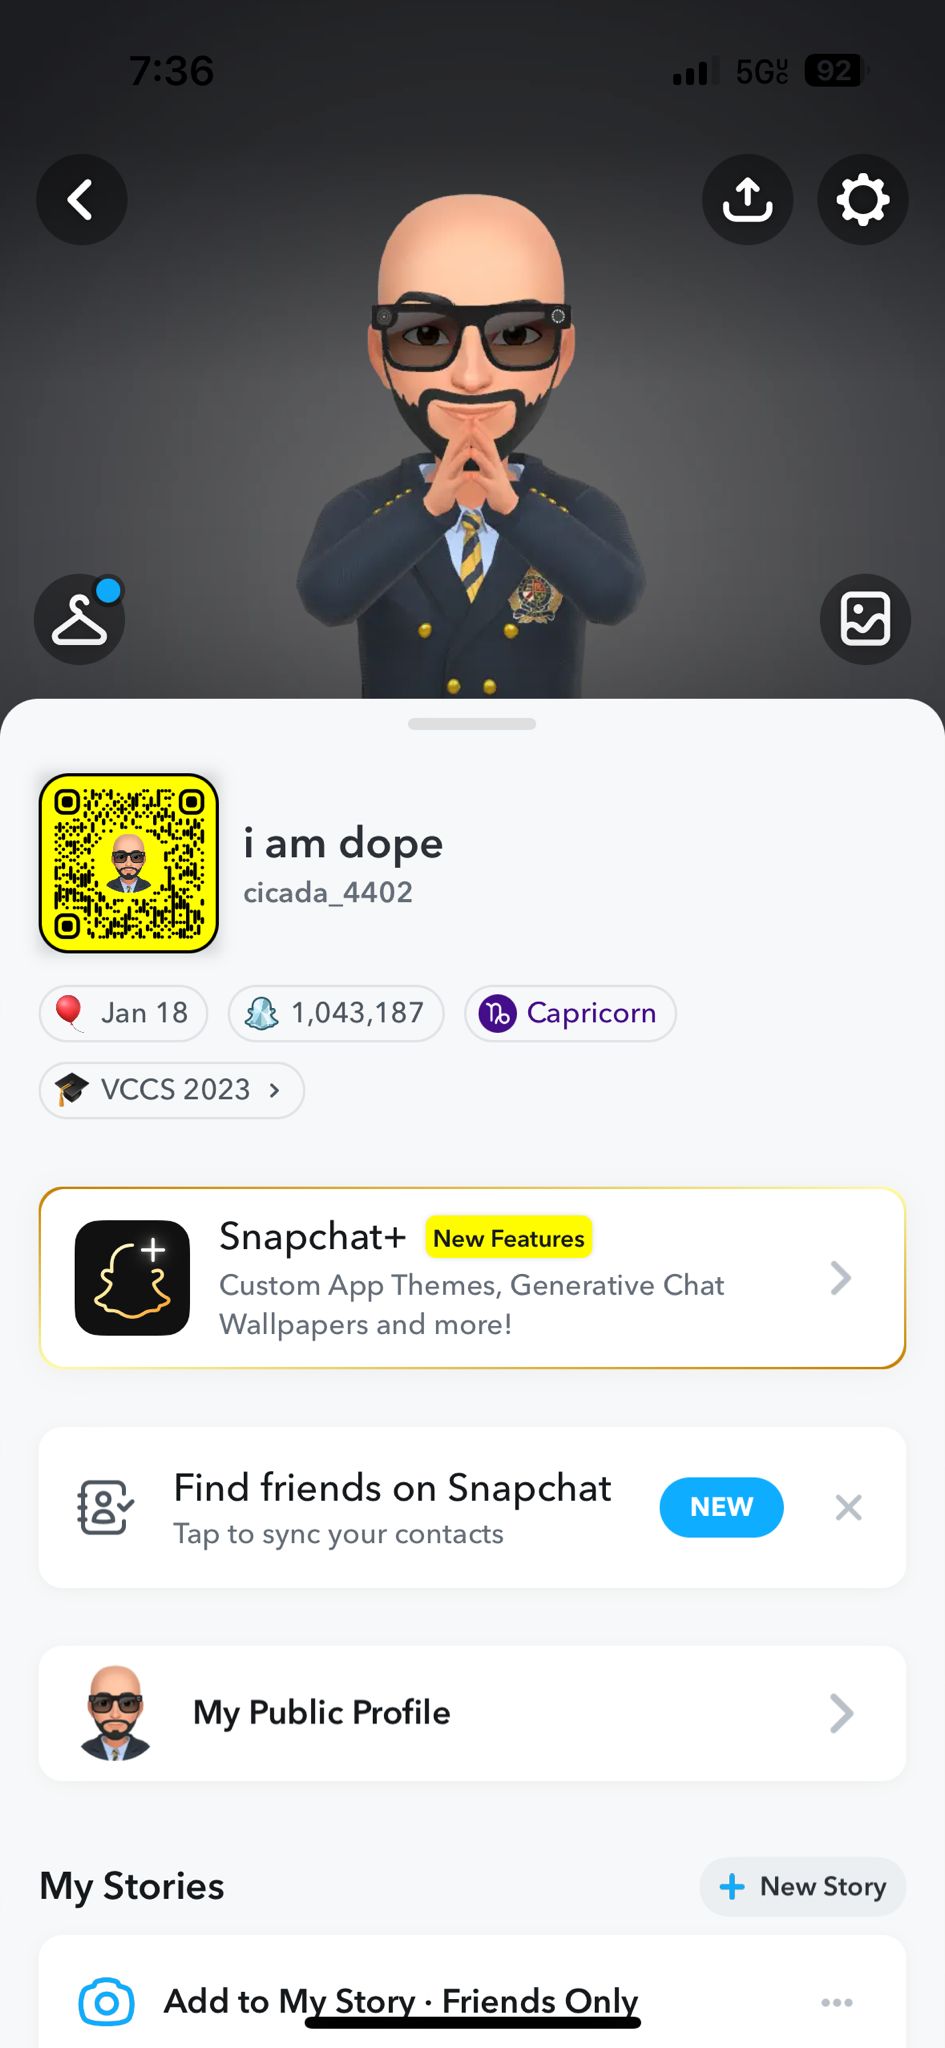 7:36
5GUC 92
i am dope
cicada_4402
Jan 18
1,043,187
Capricorn
VCCS 2023
Snapchat+ New Features
Custom App Themes, Generative Chat
Wallpapers and more!
Find friends on Snapchat
Tap to sync your contacts
NEW
My Public Profile
My Stories
New Story
Add to My Story · Friends Only